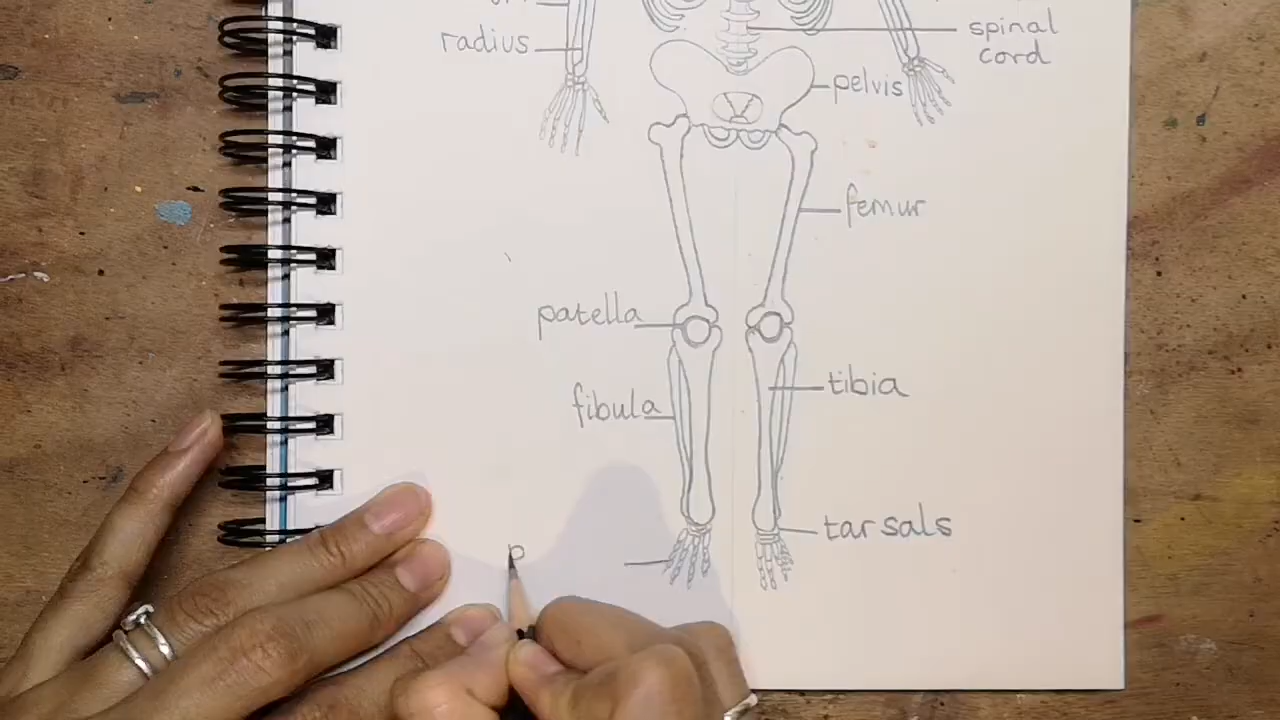 radius
spinal
cord
pelvis
femur
patella
tibia
fibula
tarsals
p